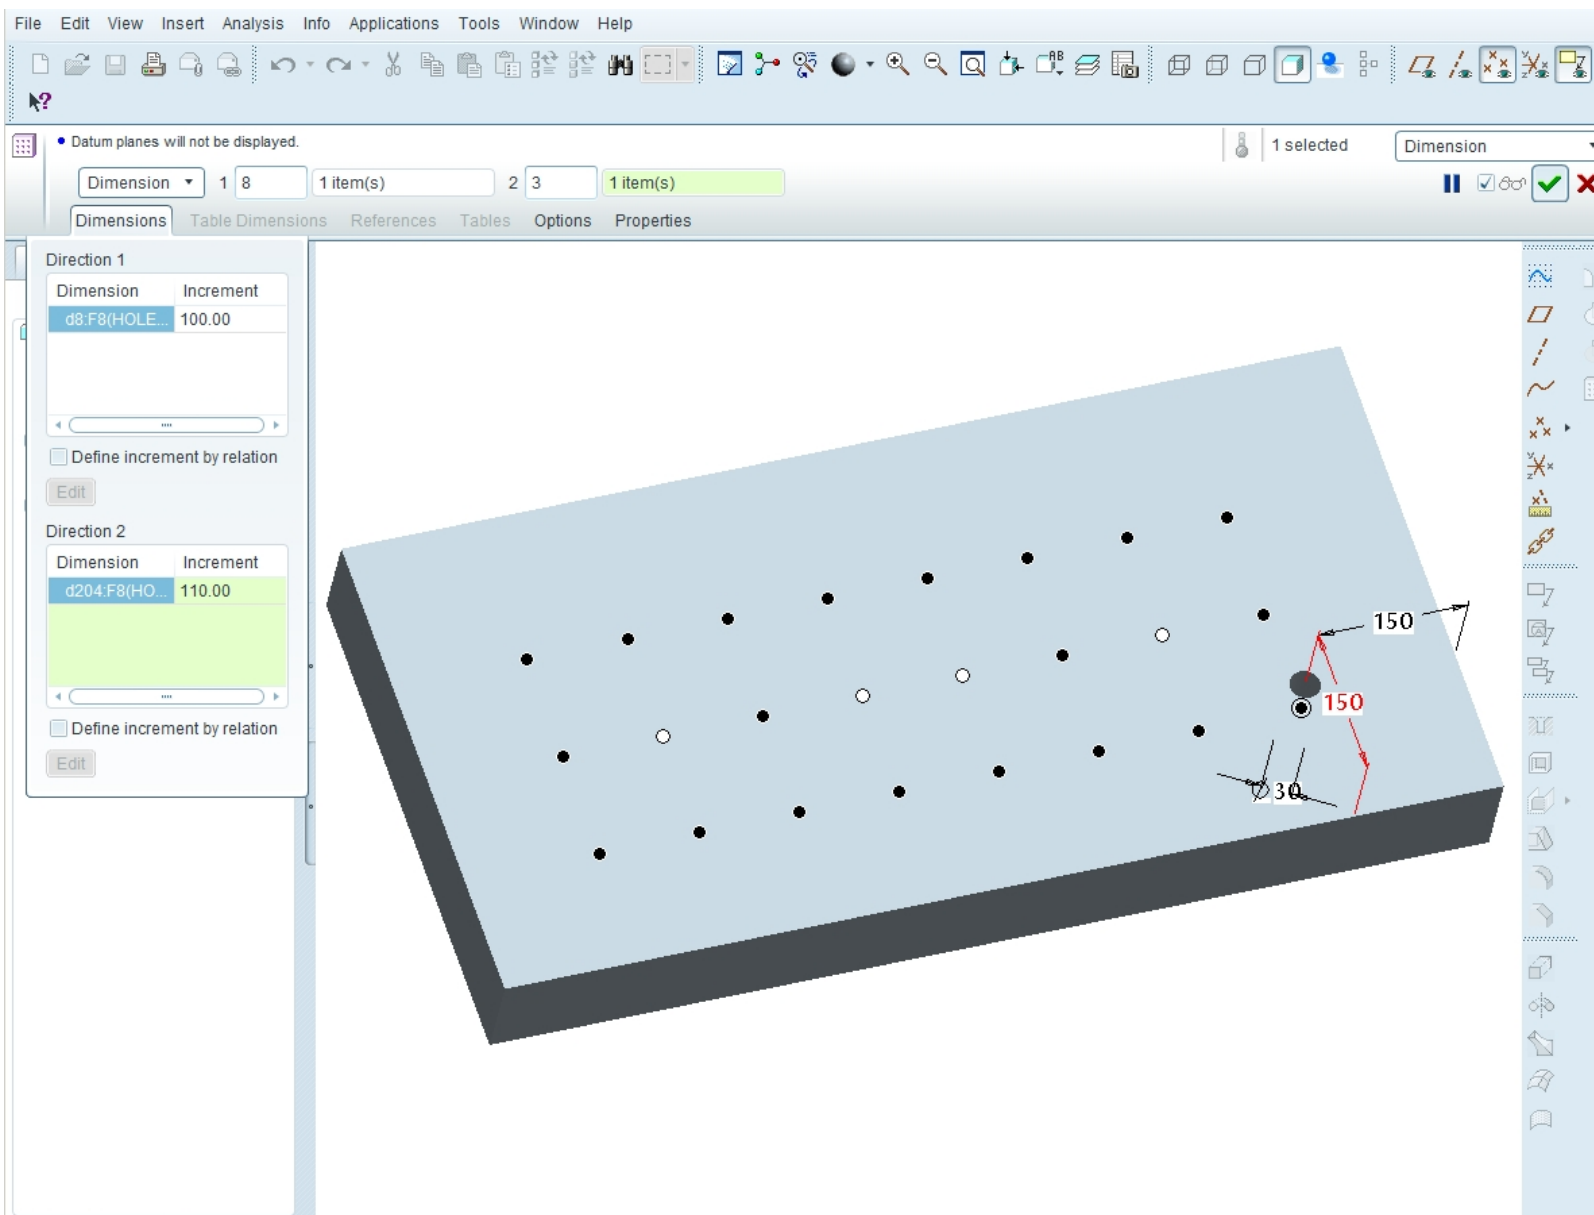 File Edit View Insert Analysis Info Applications Tools Window Help
Datum planes will not be displayed.
1 selected
Dimension
Dimension 1 8 1 item(s) 2 3 1 item(s)
Dimensions Table Dimensions References Tables Options Properties
Direction 1
Dimension Increment
d8:F8(HOLE... 100.00
Define increment by relation
Edit
Direction 2
Dimension Increment
d204:F8(HO... 110.00
Define increment by relation
Edit
150
150
Ø30